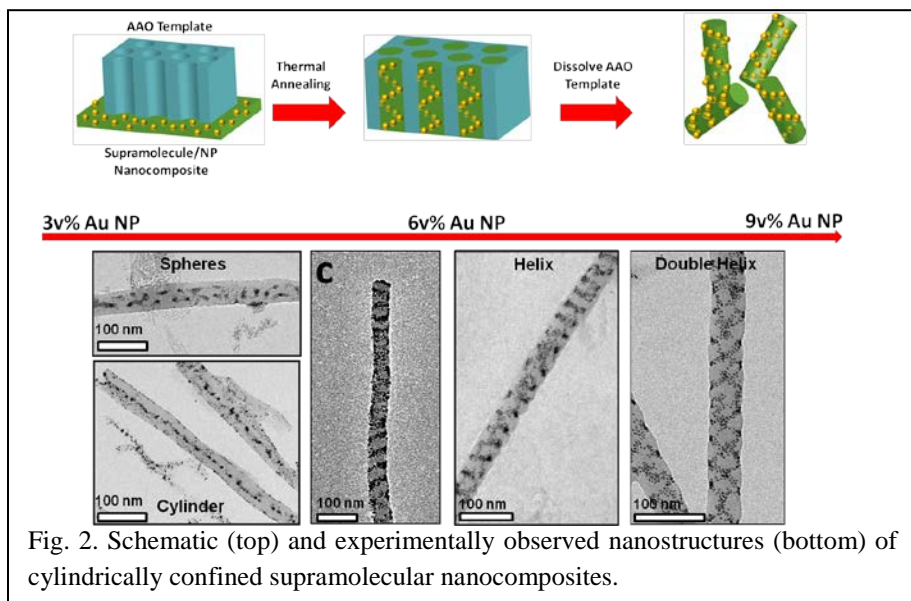 AAO Template
Thermal
Annealing
Dissolve AAO
Template
Supramolecule/NP
Nanocomposite
3v% Au NP
6v% Au NP
9v% Au NP
Spheres
100 nm
Cylinder
100 nm
C
100 nm
Helix
100 nm
Double Helix
100 nm
Fig. 2. Schematic (top) and experimentally observed nanostructures (bottom) of
cylindrically confined supramolecular nanocomposites.